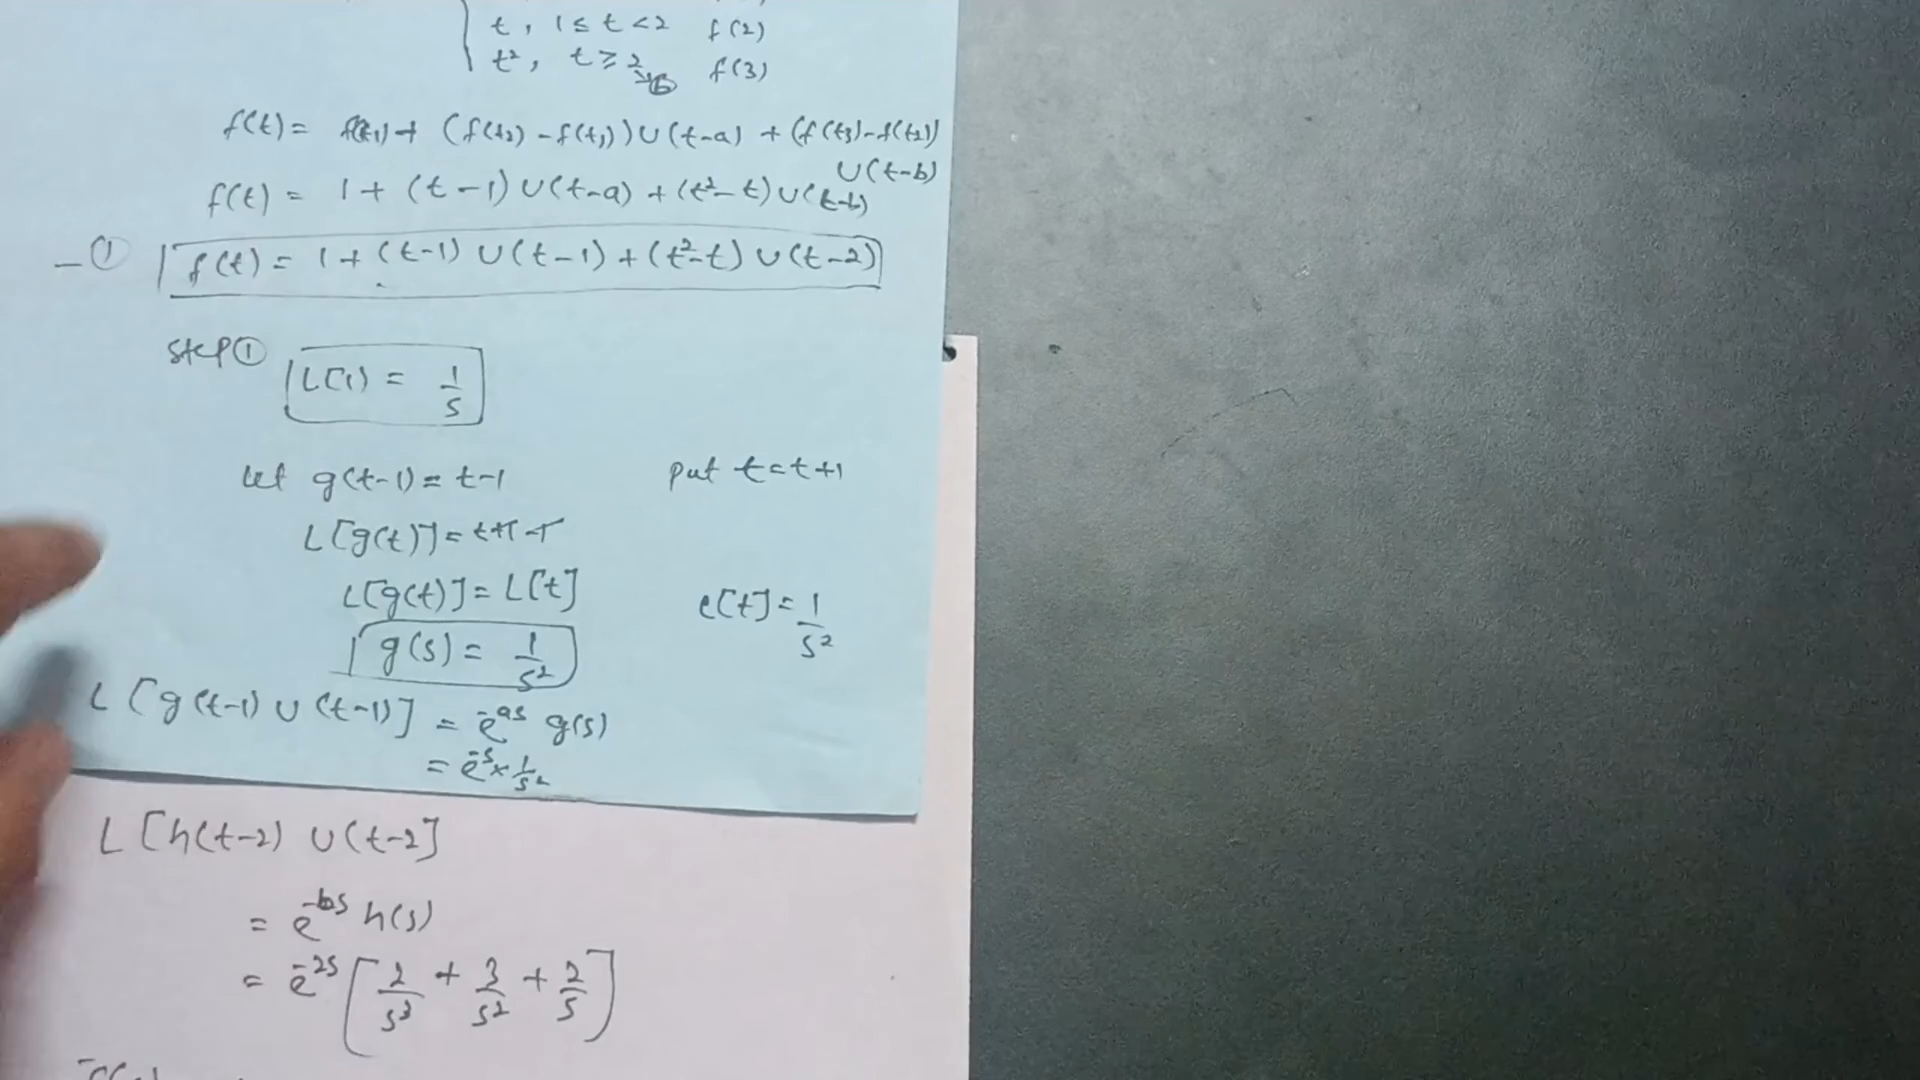 t, 1 ≤ t < 2 f(2)
t², t ≥ 2 f(3)
f(t) = f(t1) + (f(t2) - f(t1)) U(t-a) + (f(t3) - f(t2))
U(t-b)
f(t) = 1 + (t-1) U(t-a) + (t²-t) U(t-b)
- ① f(t) = 1 + (t-1) U(t-1) + (t²-t) U(t-2)
Step ①
L(1) = 1/s
Let g(t-1) = t-1 put t = t+1
L[g(t)] = t+1-1
L[g(t)] = L[t] L[t] = 1/s²
g(s) = 1/s²
L[g(t-1) U(t-1)] = e^-as g(s)
= e^-s × 1/s²
L[h(t-2) U(t-2]
= e^-bs h(s)
= e^-2s [2/s³ + 3/s² + 2/s]